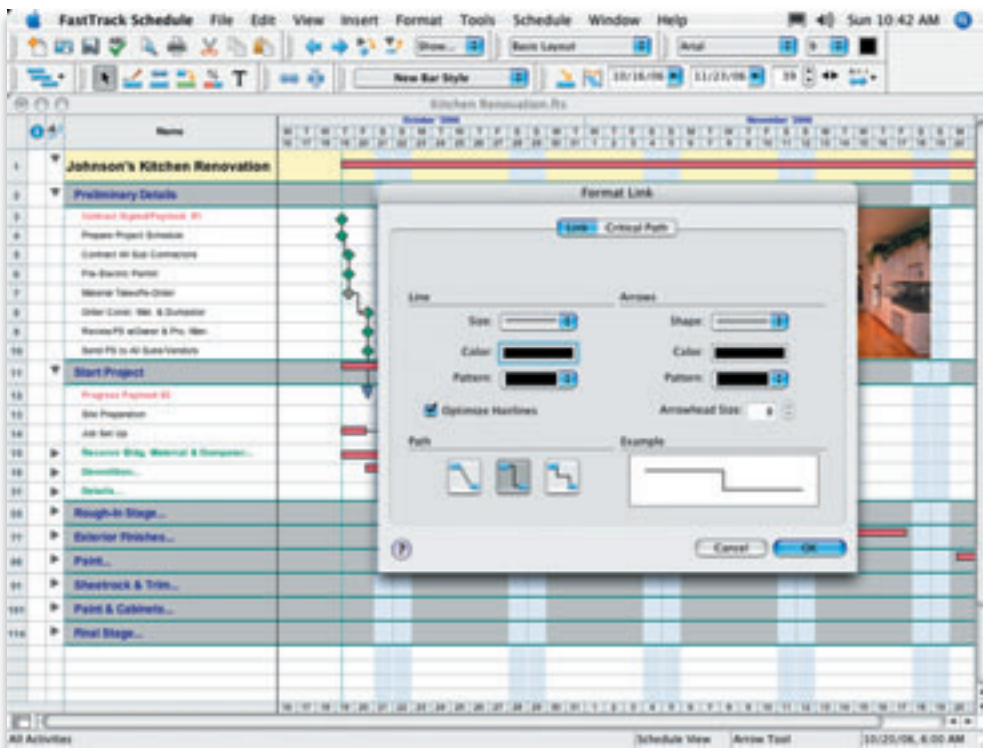 FastTrack Schedule File Edit View Insert Format Tools Schedule Window Help Sun 10:42 AM
Show... Basic Layout Arial 9
T New Bar Style 10/16/06 11/23/06 39
Kitchen Renovation.fts
Name
October 2006 November 2006
Johnson's Kitchen Renovation
Preliminary Details
Contract Signed/Payment #1
Prepare Project Schedule
Contract All Sub Contractors
Pre-Electric Permit
Material Takeoffs-Order
Order Const. Mat. & Dumpster
Review/PS w/Owner & Pro. Man.
Send PS to All Subs/Vendors
Start Project
Progress Payment #2
Site Preparation
Job Set Up
Receive Bldg. Material & Dumpster...
Demolition...
Details...
Rough-In Stage...
Exterior Finishes...
Paint...
Sheetrock & Trim...
Paint & Cabinets...
Final Stage...
Format Link
Link Critical Path
Line Arrows
Size: Shape:
Color: Color:
Pattern: Pattern:
Optimize Hairlines Arrowhead Size: 8
Path Example
? Cancel OK
All Activities Schedule View Arrow Tool 10/20/06, 6:00 AM